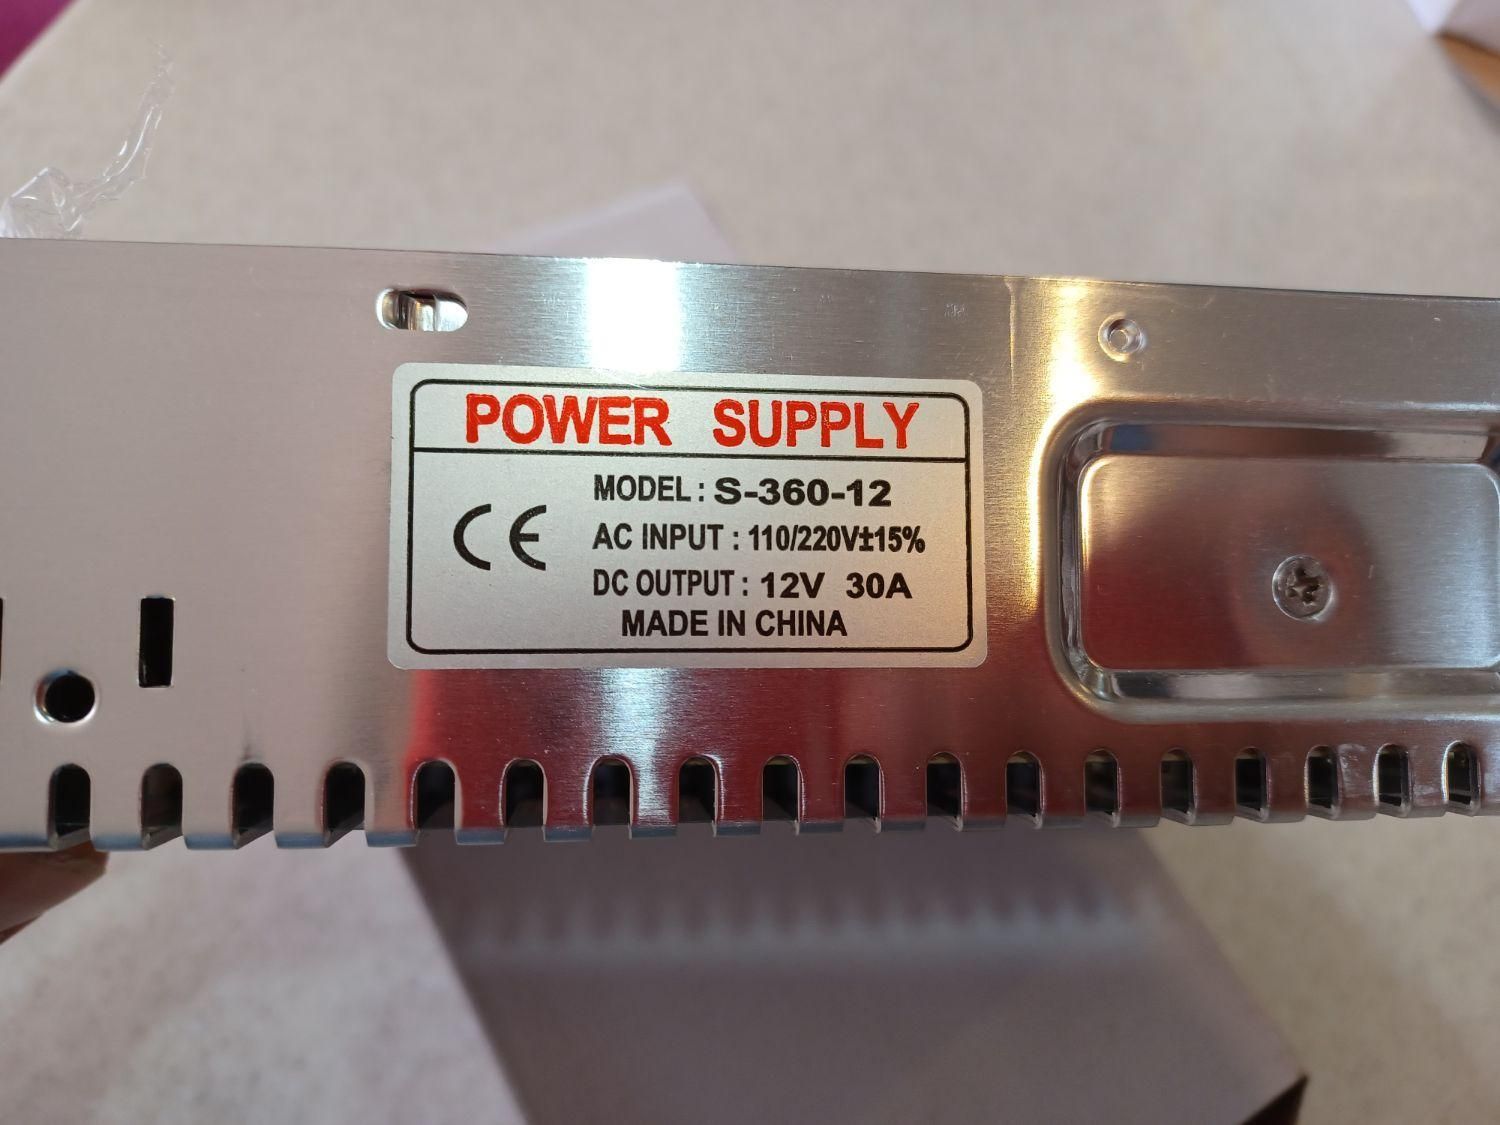 POWER SUPPLY
CE
MODEL : S-360-12
AC INPUT : 110/220V±15%
DC OUTPUT : 12V 30A
MADE IN CHINA